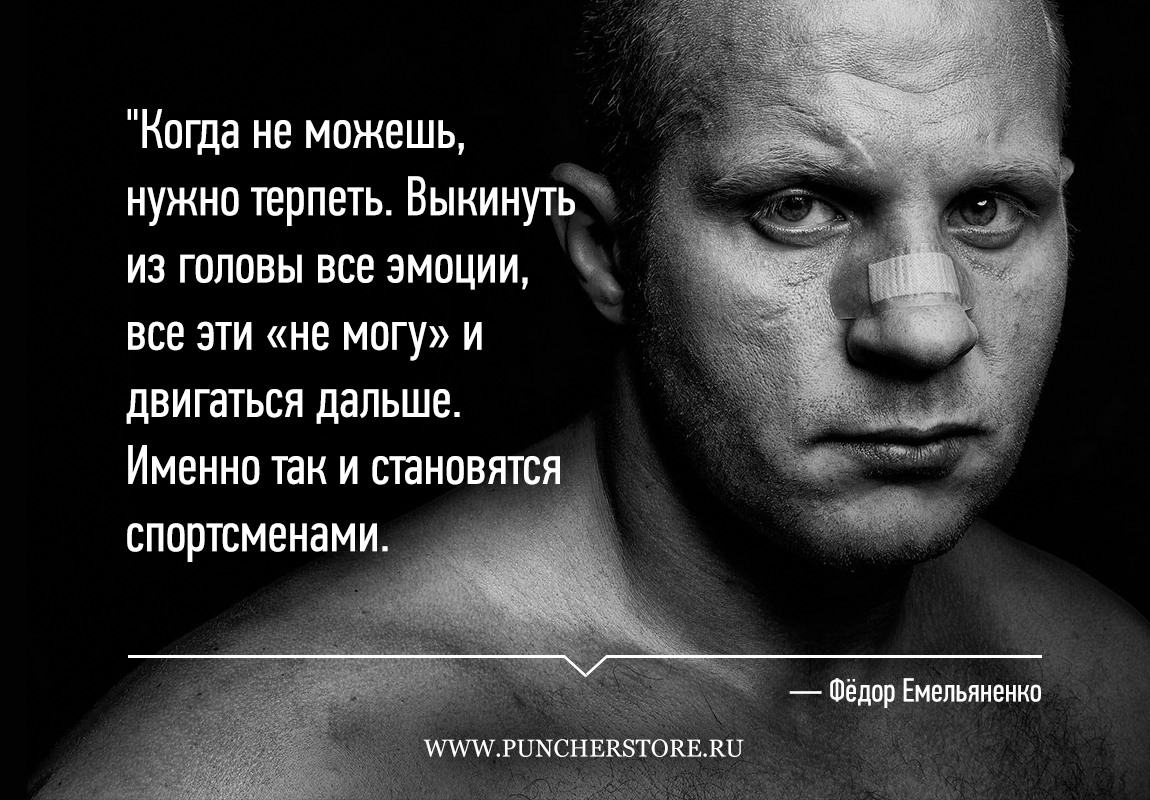 "Когда не можешь,
нужно терпеть. Выкинуть
из головы все эмоции,
все эти «не могу» и
двигаться дальше.
Именно так и становятся
спортсменами.
— Фёдор Емельяненко
WWW.PUNCHERSTORE.RU